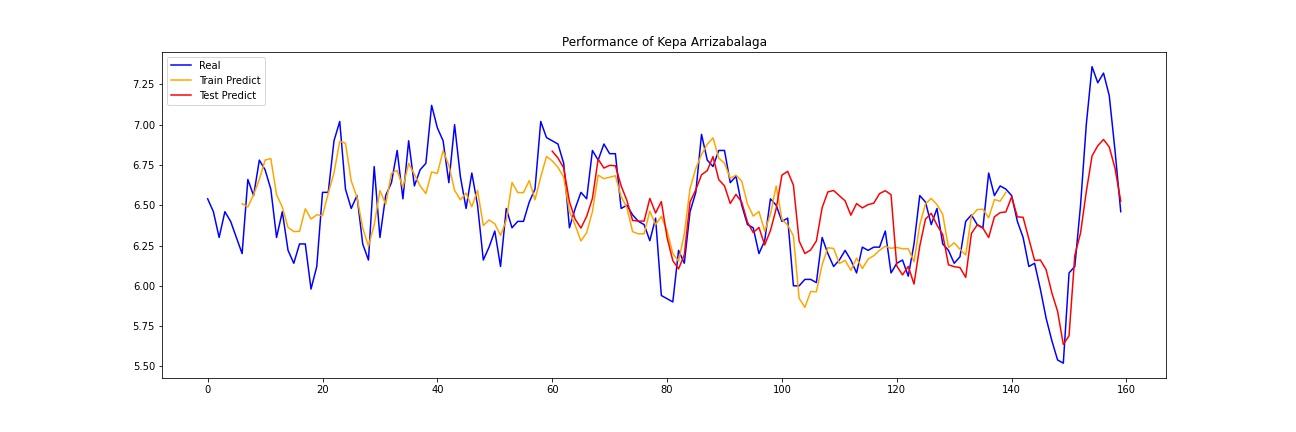 Performance of Kepa Arrizabalaga
Real
Train Predict
Test Predict
7.25
7.00
6.75
6.50
6.25
6.00
5.75
5.50
0 20 40 60 80 100 120 140 160